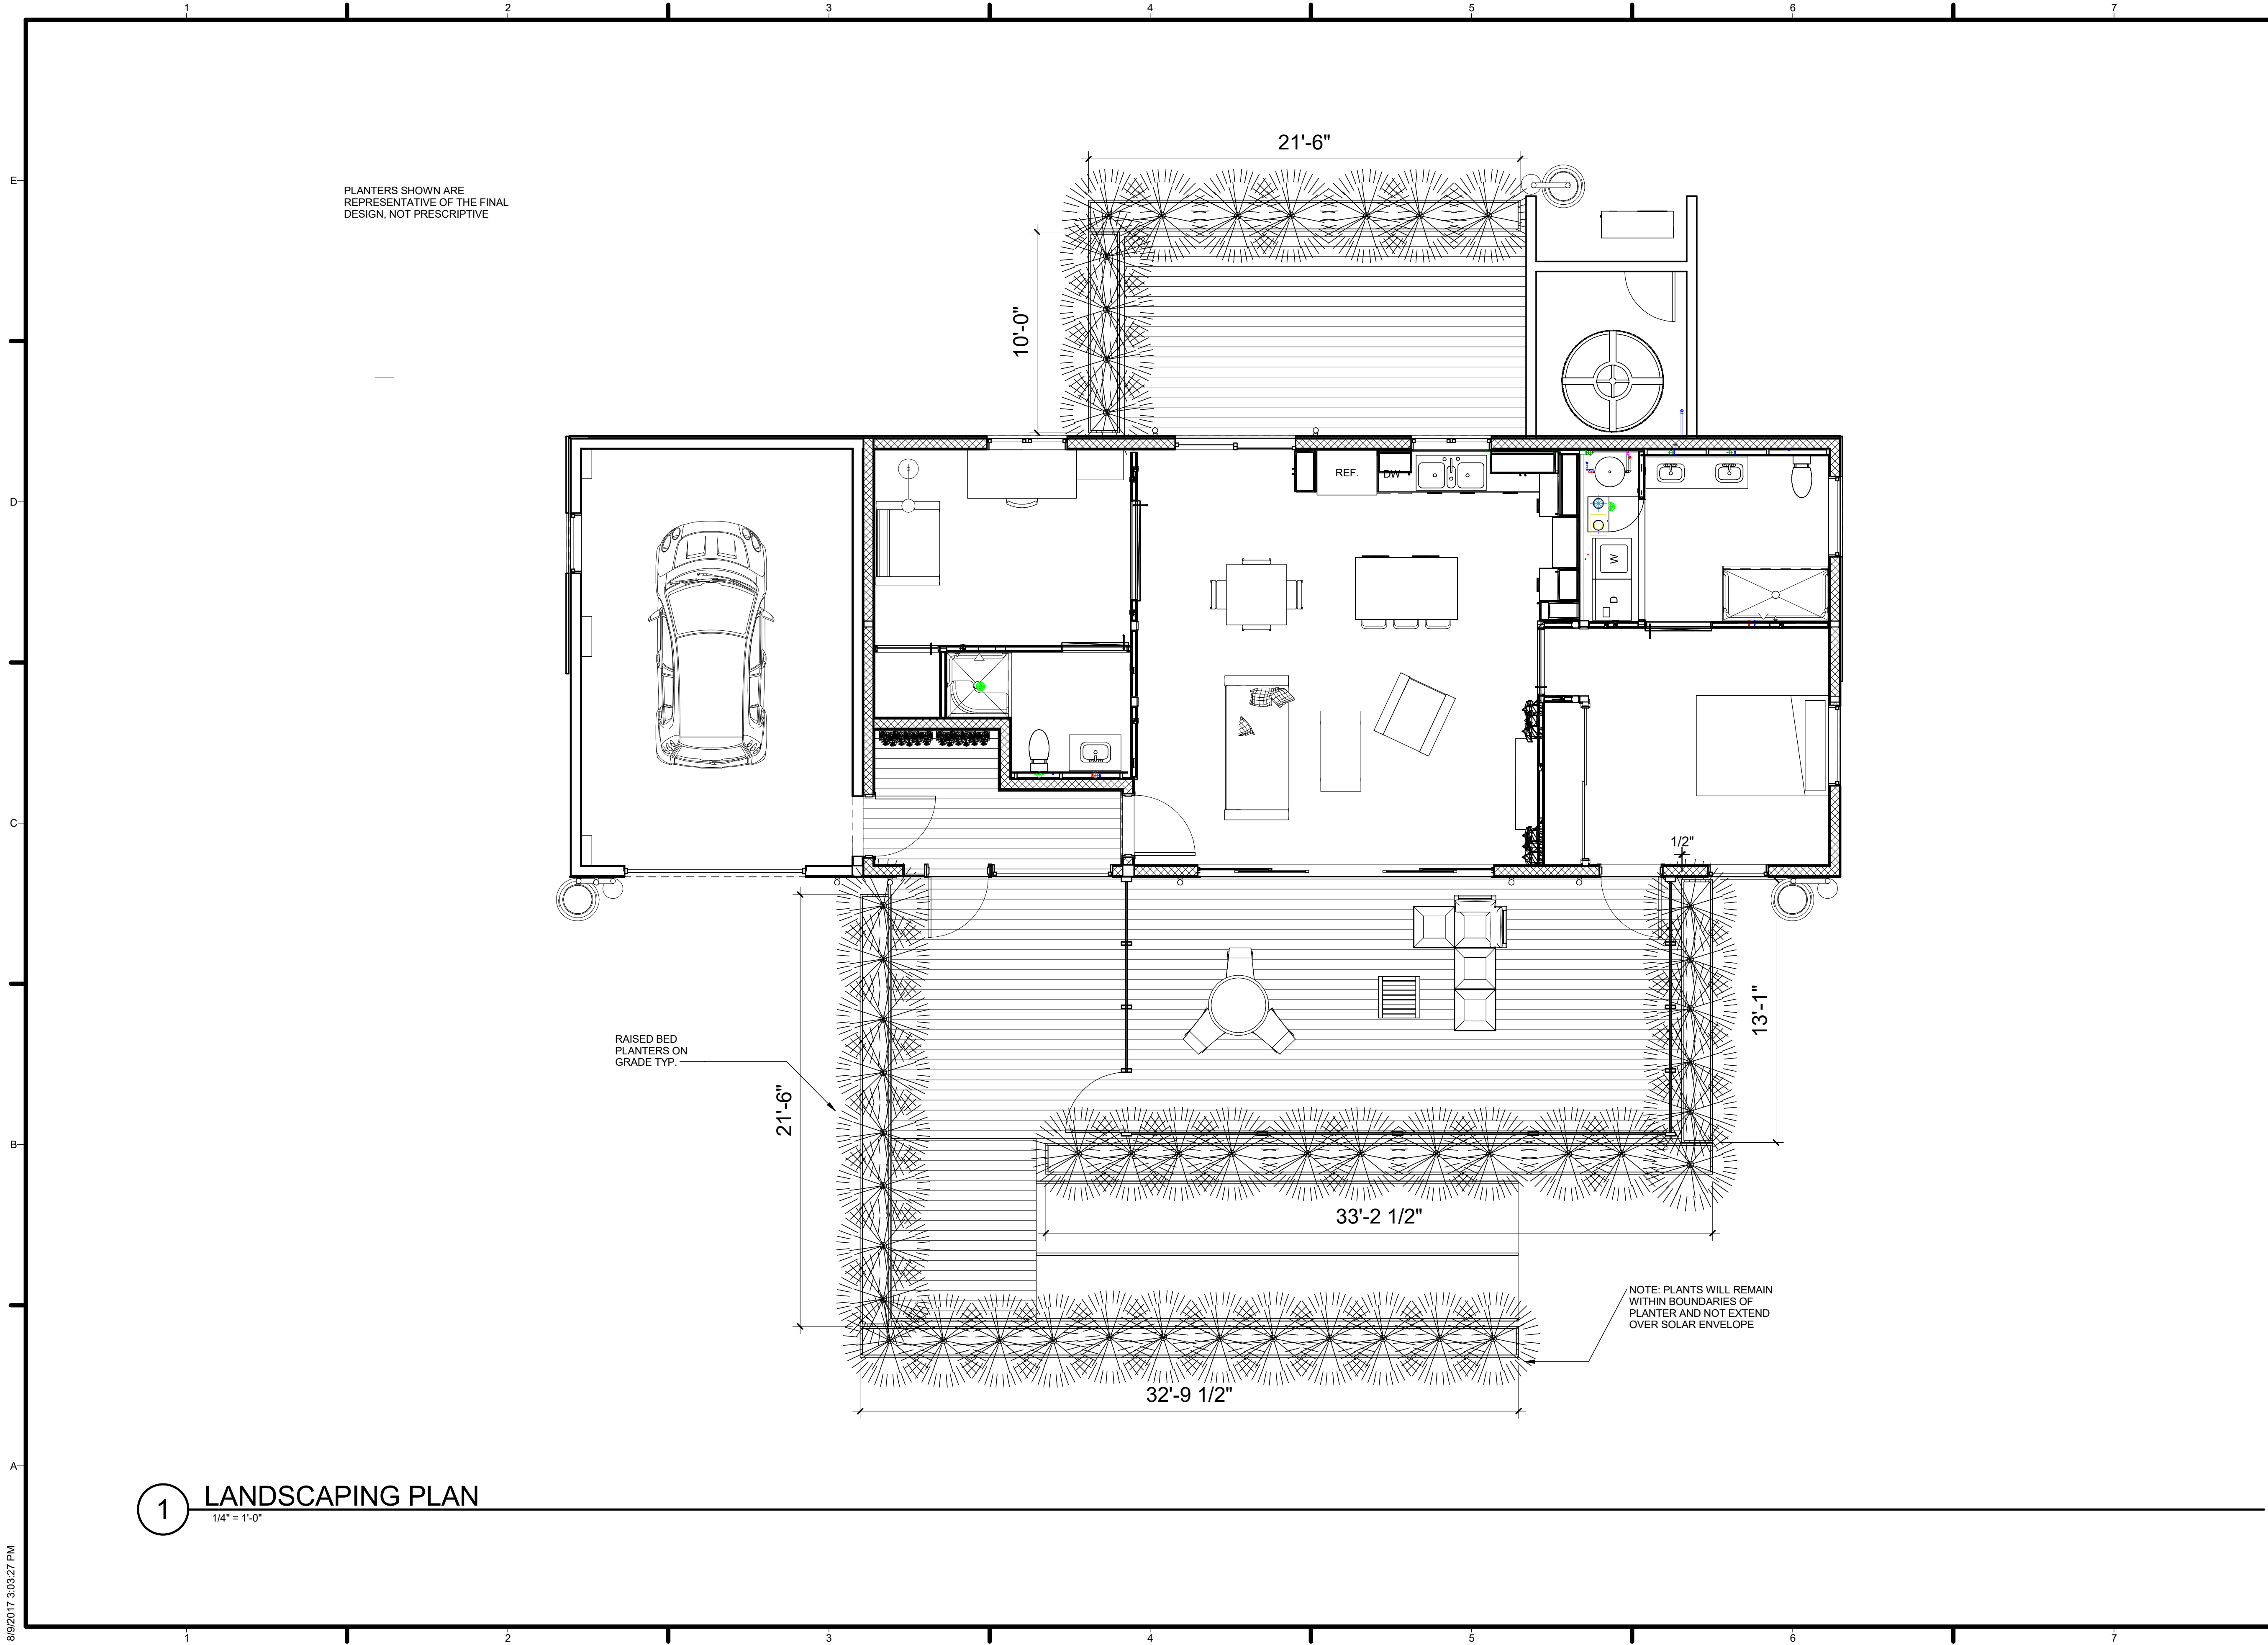 1 2 3 4 5 6 7
21'-6"
E
PLANTERS SHOWN ARE
REPRESENTATIVE OF THE FINAL
DESIGN, NOT PRESCRIPTIVE
10'-0"
D
REF.
DW
W
D
C
1/2"
RAISED BED
PLANTERS ON
GRADE TYP.
21'-6"
13'-1"
B
33'-2 1/2"
NOTE: PLANTS WILL REMAIN
WITHIN BOUNDARIES OF
PLANTER AND NOT EXTEND
OVER SOLAR ENVELOPE
32'-9 1/2"
A
1
LANDSCAPING PLAN
1/4" = 1'-0"
8/9/2017 3:03:27 PM
1 2 3 4 5 6 7